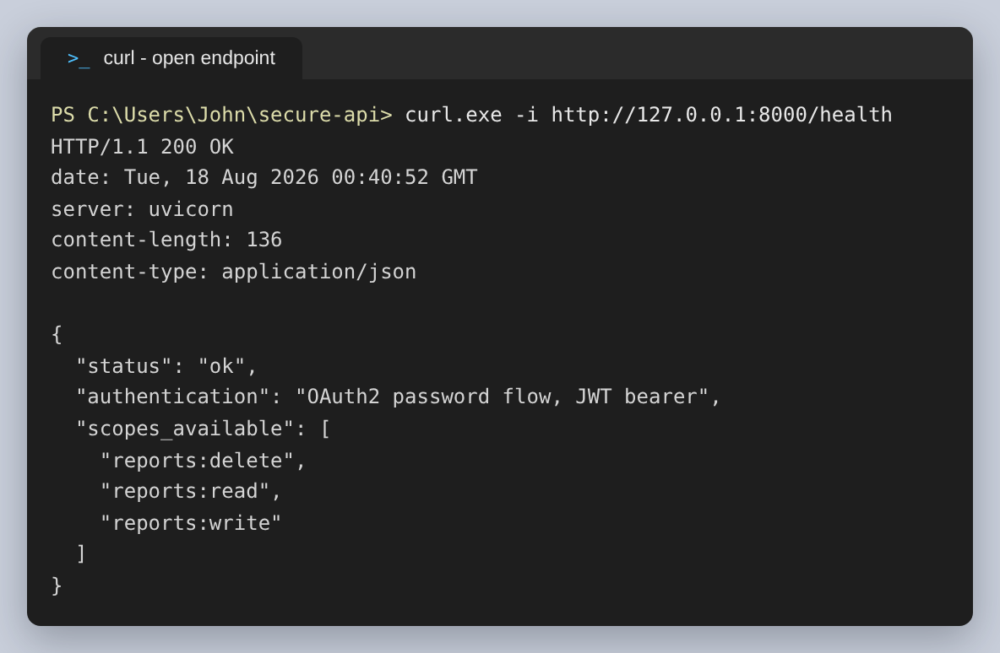 >_ curl - open endpoint
PS C:\Users\John\secure-api> curl.exe -i http://127.0.0.1:8000/health
HTTP/1.1 200 OK
date: Tue, 18 Aug 2026 00:40:52 GMT
server: uvicorn
content-length: 136
content-type: application/json

{
  "status": "ok",
  "authentication": "OAuth2 password flow, JWT bearer",
  "scopes_available": [
    "reports:delete",
    "reports:read",
    "reports:write"
  ]
}